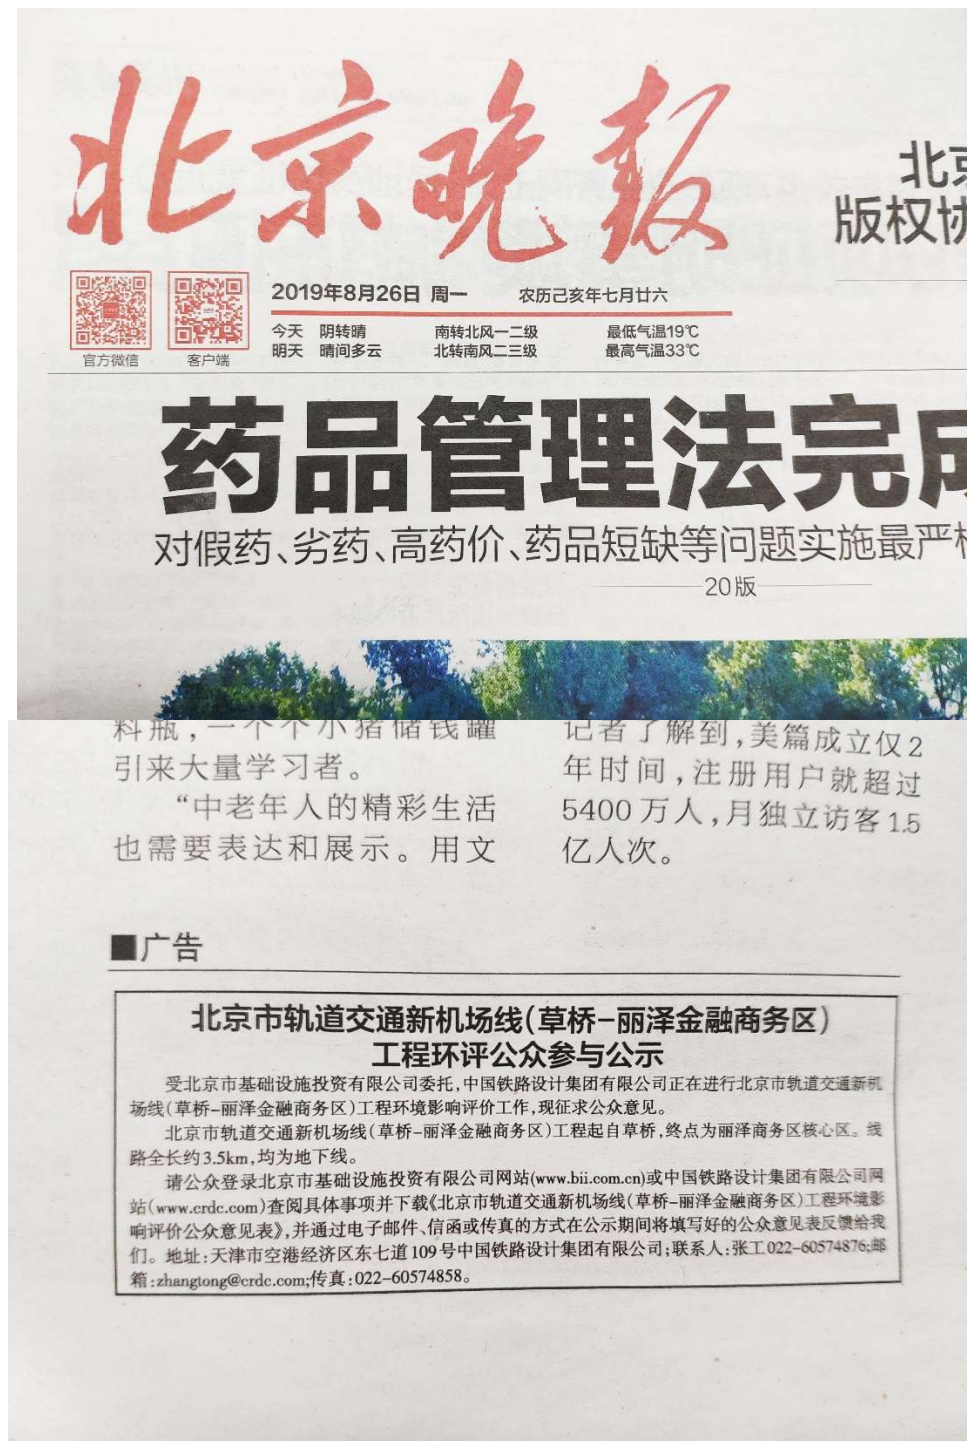 北京晚报
北京
版权协
2019年8月26日 周一 农历己亥年七月廿六
今天 阴转晴 南转北风一二级 最低气温19℃
明天 晴间多云 北转南风二三级 最高气温33℃
官方微信 客户端
药品管理法完成
对假药、劣药、高药价、药品短缺等问题实施最严格
20版
料瓶，一个个小猪储钱罐
引来大量学习者。
“中老年人的精彩生活
也需要表达和展示。用文
记者了解到，美篇成立仅2
年时间，注册用户就超过
5400万人，月独立访客1.5
亿人次。
■广告
北京市轨道交通新机场线（草桥-丽泽金融商务区）
工程环评公众参与公示
受北京市基础设施投资有限公司委托，中国铁路设计集团有限公司正在进行北京市轨道交通新机
场线（草桥-丽泽金融商务区）工程环境影响评价工作，现征求公众意见。
北京市轨道交通新机场线（草桥-丽泽金融商务区）工程起自草桥，终点为丽泽商务区核心区。线
路全长约3.5km，均为地下线。
请公众登录北京市基础设施投资有限公司网站(www.bii.com.cn)或中国铁路设计集团有限公司网
站(www.crdc.com)查阅具体事项并下载《北京市轨道交通新机场线（草桥-丽泽金融商务区）工程环境影
响评价公众意见表》，并通过电子邮件、信函或传真的方式在公示期间将填写好的公众意见表反馈给我
们。地址：天津市空港经济区东七道109号中国铁路设计集团有限公司；联系人：张工022-60574876；邮
箱：zhangtong@crdc.com；传真：022-60574858。